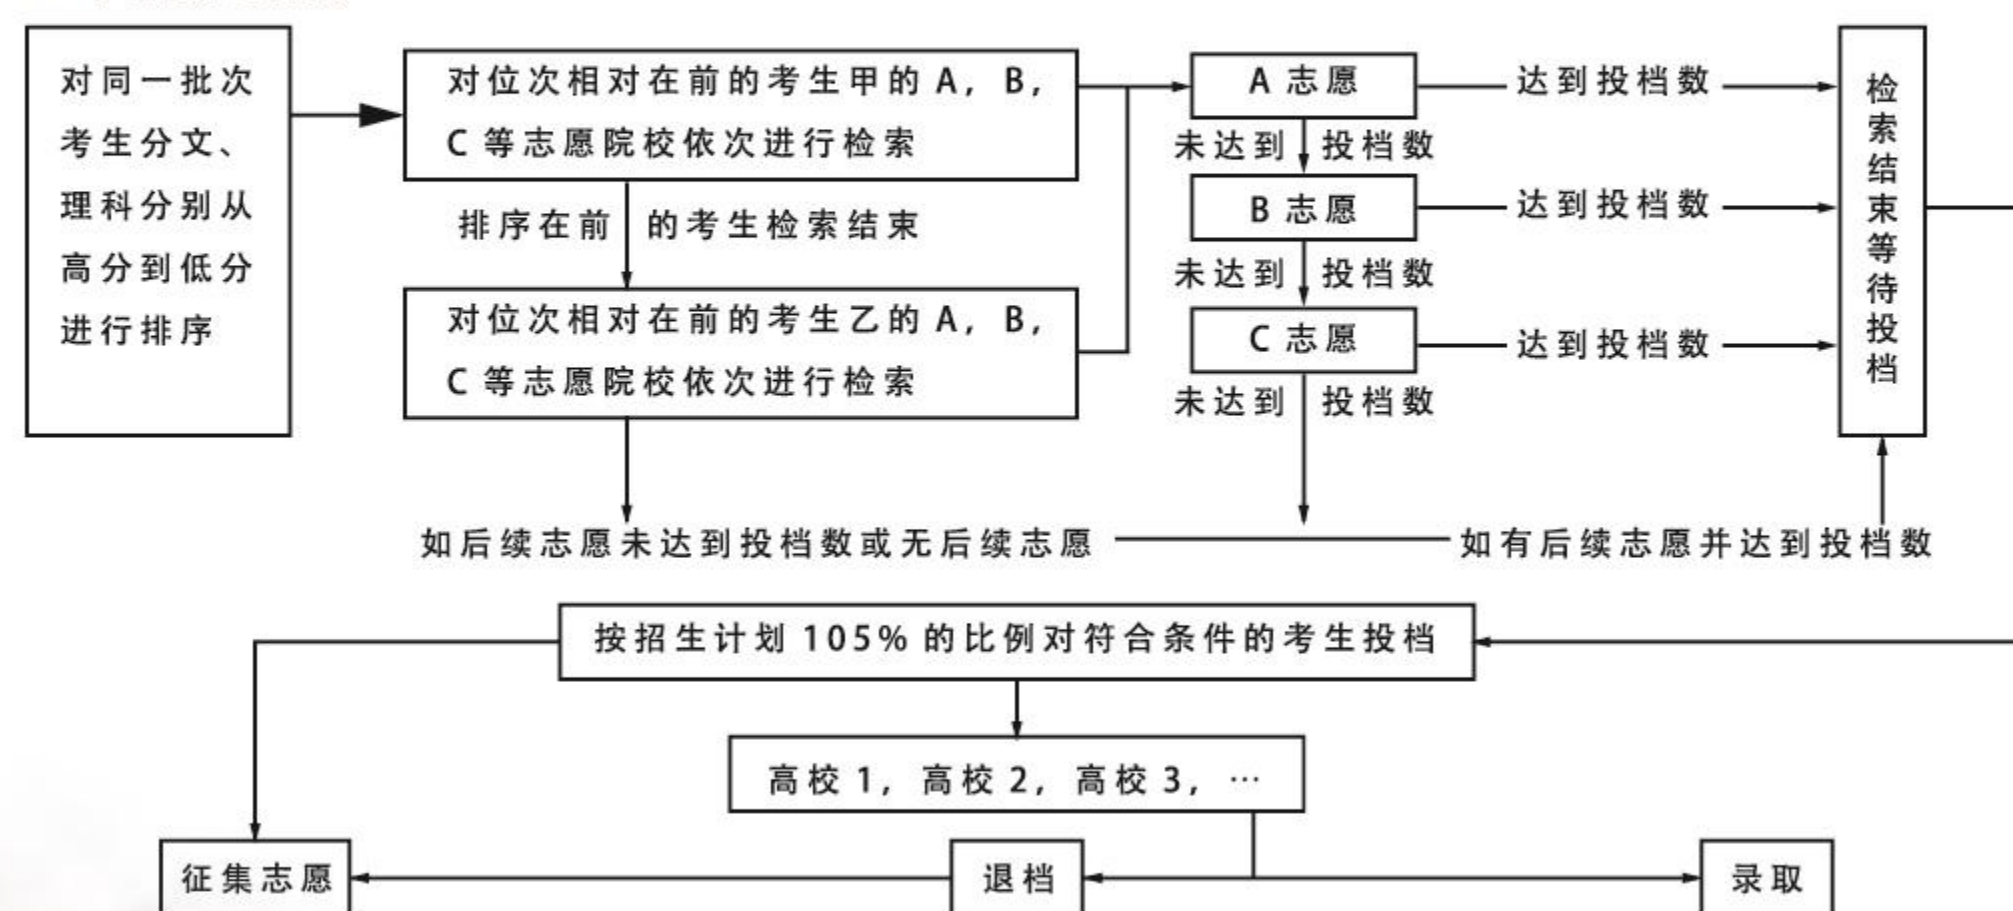 对同一批次
考生分文、
理科分别从
高分到低分
进行排序
对位次相对在前的考生甲的 A，B，
C 等志愿院校依次进行检索
排序在前 的考生检索结束
对位次相对在前的考生乙的 A，B，
C 等志愿院校依次进行检索
A 志愿
达到投档数
未达到 投档数
B 志愿
达到投档数
未达到 投档数
C 志愿
达到投档数
未达到 投档数
检索结束等待投档
如后续志愿未达到投档数或无后续志愿
如有后续志愿并达到投档数
按招生计划 105% 的比例对符合条件的考生投档
高校 1，高校 2，高校 3，…
征集志愿
退档
录取